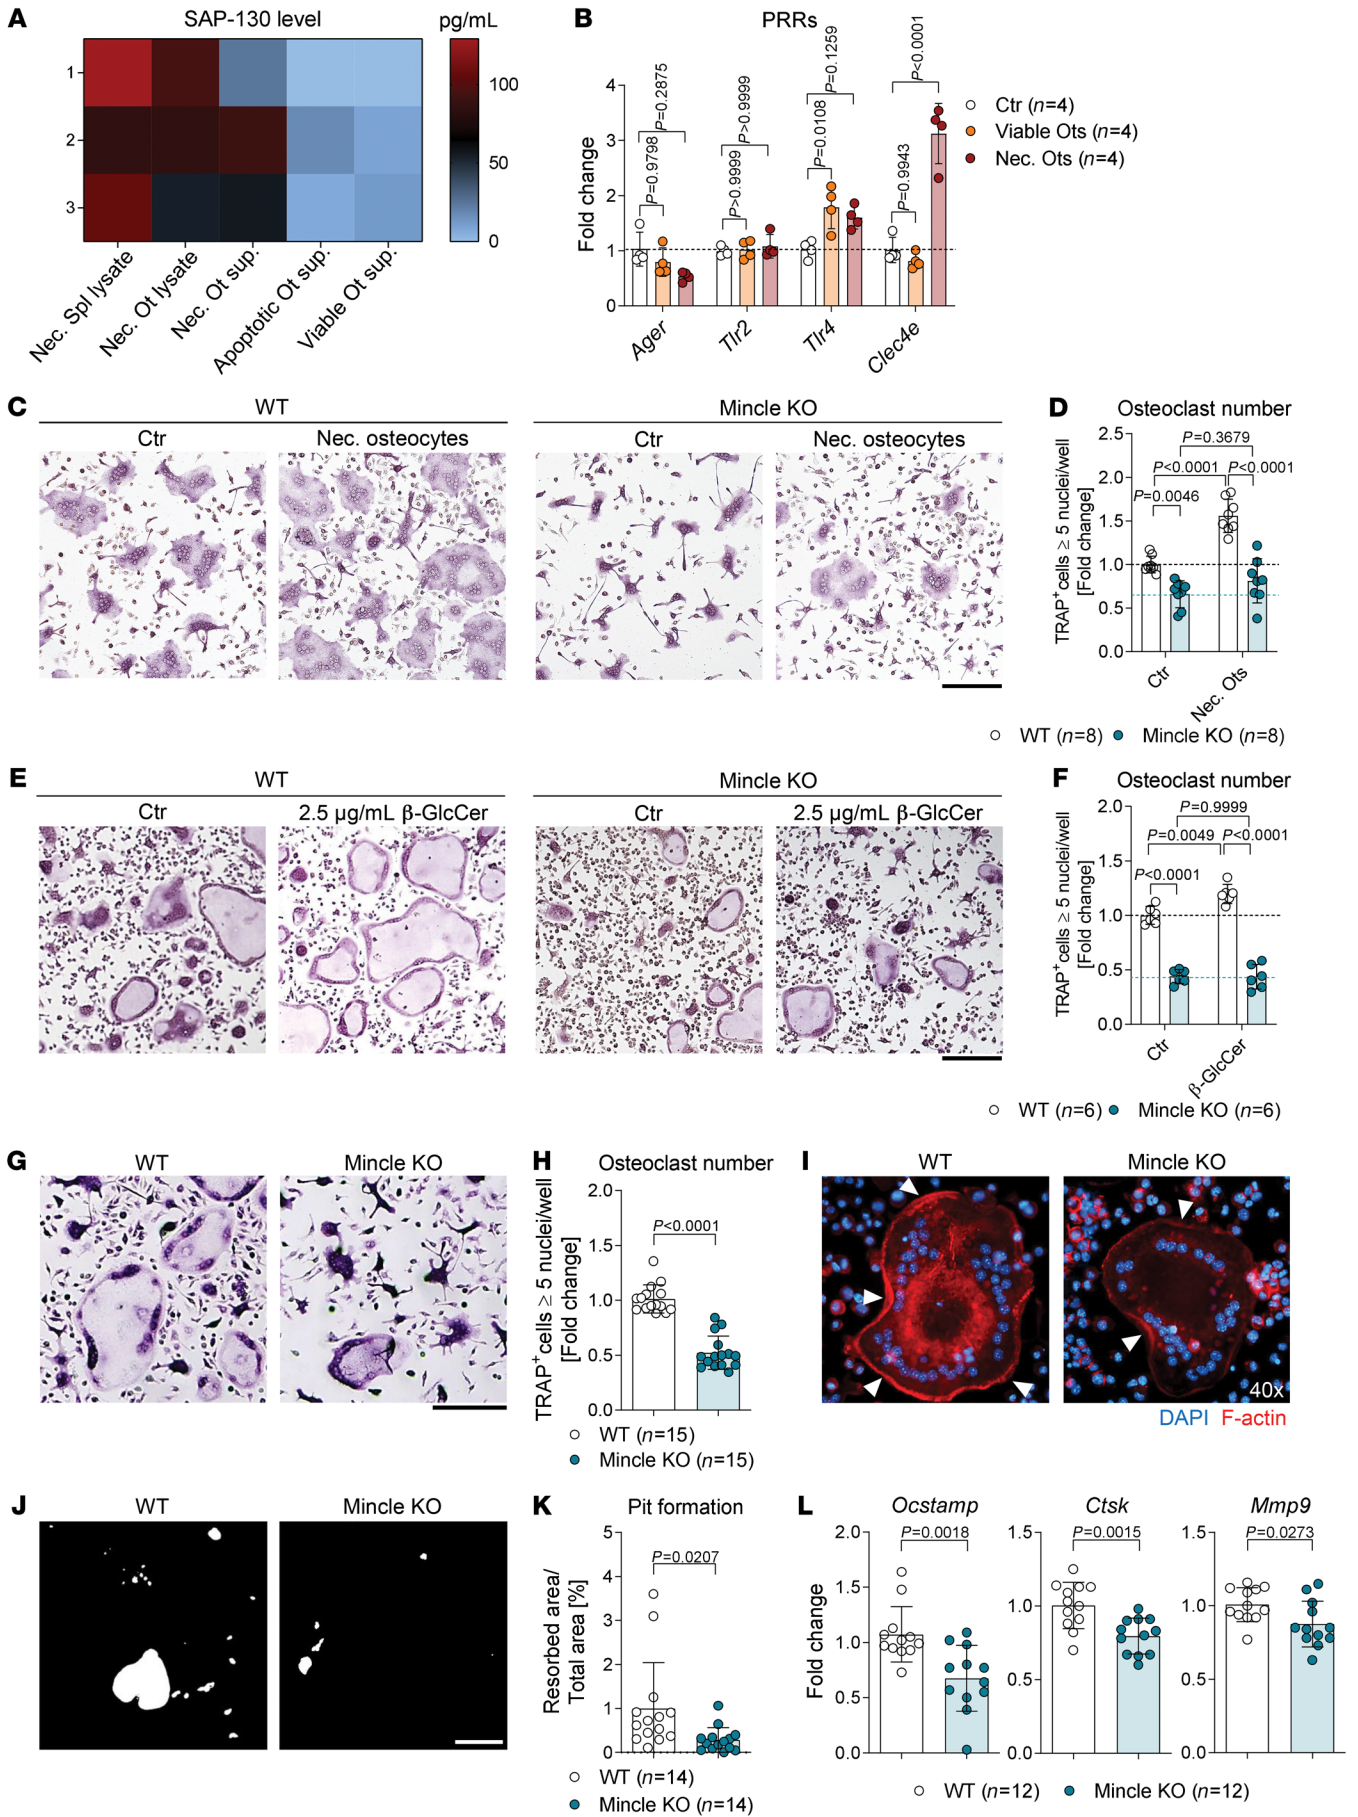 A
SAP-130 level
pg/mL
1
2
3
100
50
0
Nec. Spl lysate
Nec. Ot lysate
Nec. Ot sup.
Apoptotic Ot sup.
Viable Ot sup.
B
PRRs
Fold change
4
3
2
1
0
P=0.9798
P=0.2875
P>0.9999
P>0.9999
P=0.0108
P=0.1259
P=0.9943
P<0.0001
Ager
Tlr2
Tlr4
Clec4e
Ctr (n=4)
Viable Ots (n=4)
Nec. Ots (n=4)
C
WT
Mincle KO
Ctr
Nec. osteocytes
Ctr
Nec. osteocytes
D
Osteoclast number
TRAP+cells ≥ 5 nuclei/well
[Fold change]
2.5
2.0
1.5
1.0
0.5
0.0
P=0.3679
P<0.0001
P<0.0001
P=0.0046
Ctr
Nec. Ots
WT (n=8)
Mincle KO (n=8)
E
WT
Mincle KO
Ctr
2.5 µg/mL β-GlcCer
Ctr
2.5 µg/mL β-GlcCer
F
Osteoclast number
TRAP+cells ≥ 5 nuclei/well
[Fold change]
2.0
1.5
1.0
0.5
0.0
P=0.9999
P=0.0049
P<0.0001
P<0.0001
Ctr
β-GlcCer
WT (n=6)
Mincle KO (n=6)
G
WT
Mincle KO
H
Osteoclast number
TRAP+cells ≥ 5 nuclei/well
[Fold change]
2.0
1.5
1.0
0.5
0.0
P<0.0001
WT (n=15)
Mincle KO (n=15)
I
WT
Mincle KO
40x
DAPI F-actin
J
WT
Mincle KO
K
Pit formation
Resorbed area/
Total area [%]
5
4
3
2
1
0
P=0.0207
WT (n=14)
Mincle KO (n=14)
L
Fold change
Ocstamp
2.0
1.5
1.0
0.5
0.0
P=0.0018
Ctsk
1.5
1.0
0.5
0.0
P=0.0015
Mmp9
1.5
1.0
0.5
0.0
P=0.0273
WT (n=12)
Mincle KO (n=12)